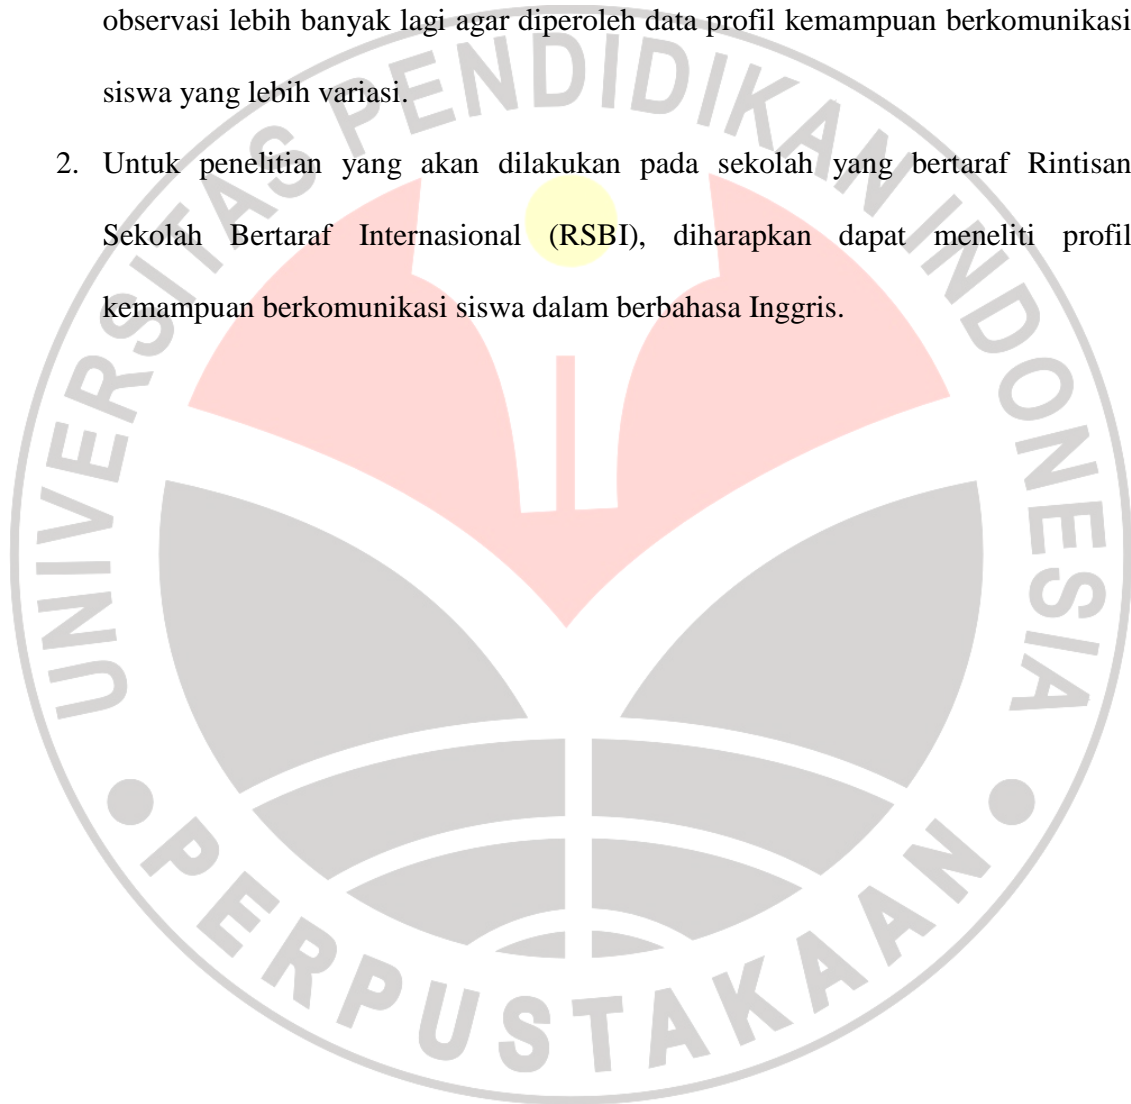 observasi lebih banyak lagi agar diperoleh data profil kemampuan berkomunikasi
siswa yang lebih variasi.
2. Untuk penelitian yang akan dilakukan pada sekolah yang bertaraf Rintisan
Sekolah Bertaraf Internasional (RSBI), diharapkan dapat meneliti profil
kemampuan berkomunikasi siswa dalam berbahasa Inggris.
UNIVERSITAS PENDIDIKAN INDONESIA
PERPUSTAKAAN